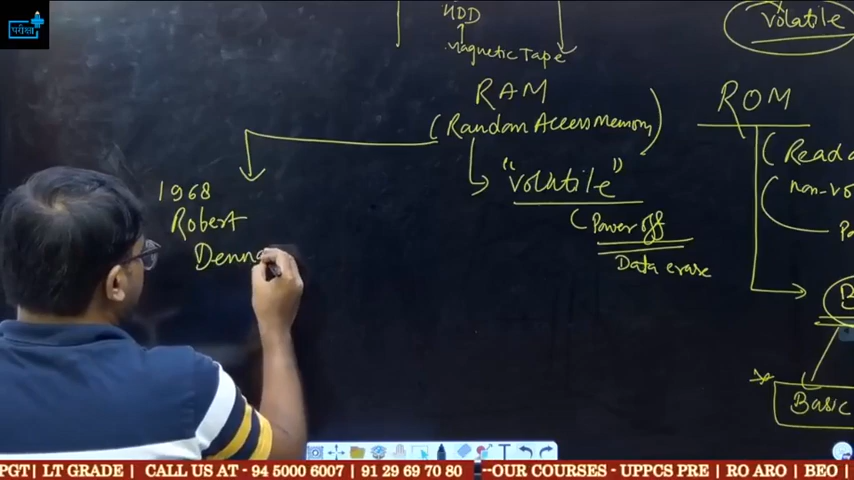 परीक्षा
HDD
Magnetic Tape
volatile
RAM
(Random Access Memory)
"Volatile"
(Power off
Data erase
ROM
(Read
(non-vo
1968
Robert
Denna
Basic
PGT| LT GRADE | CALL AT - 94 5000 6007 | 91 29 69 70 80 --OUR COURSES - UPPCS PRE | RO ARO | BEO |